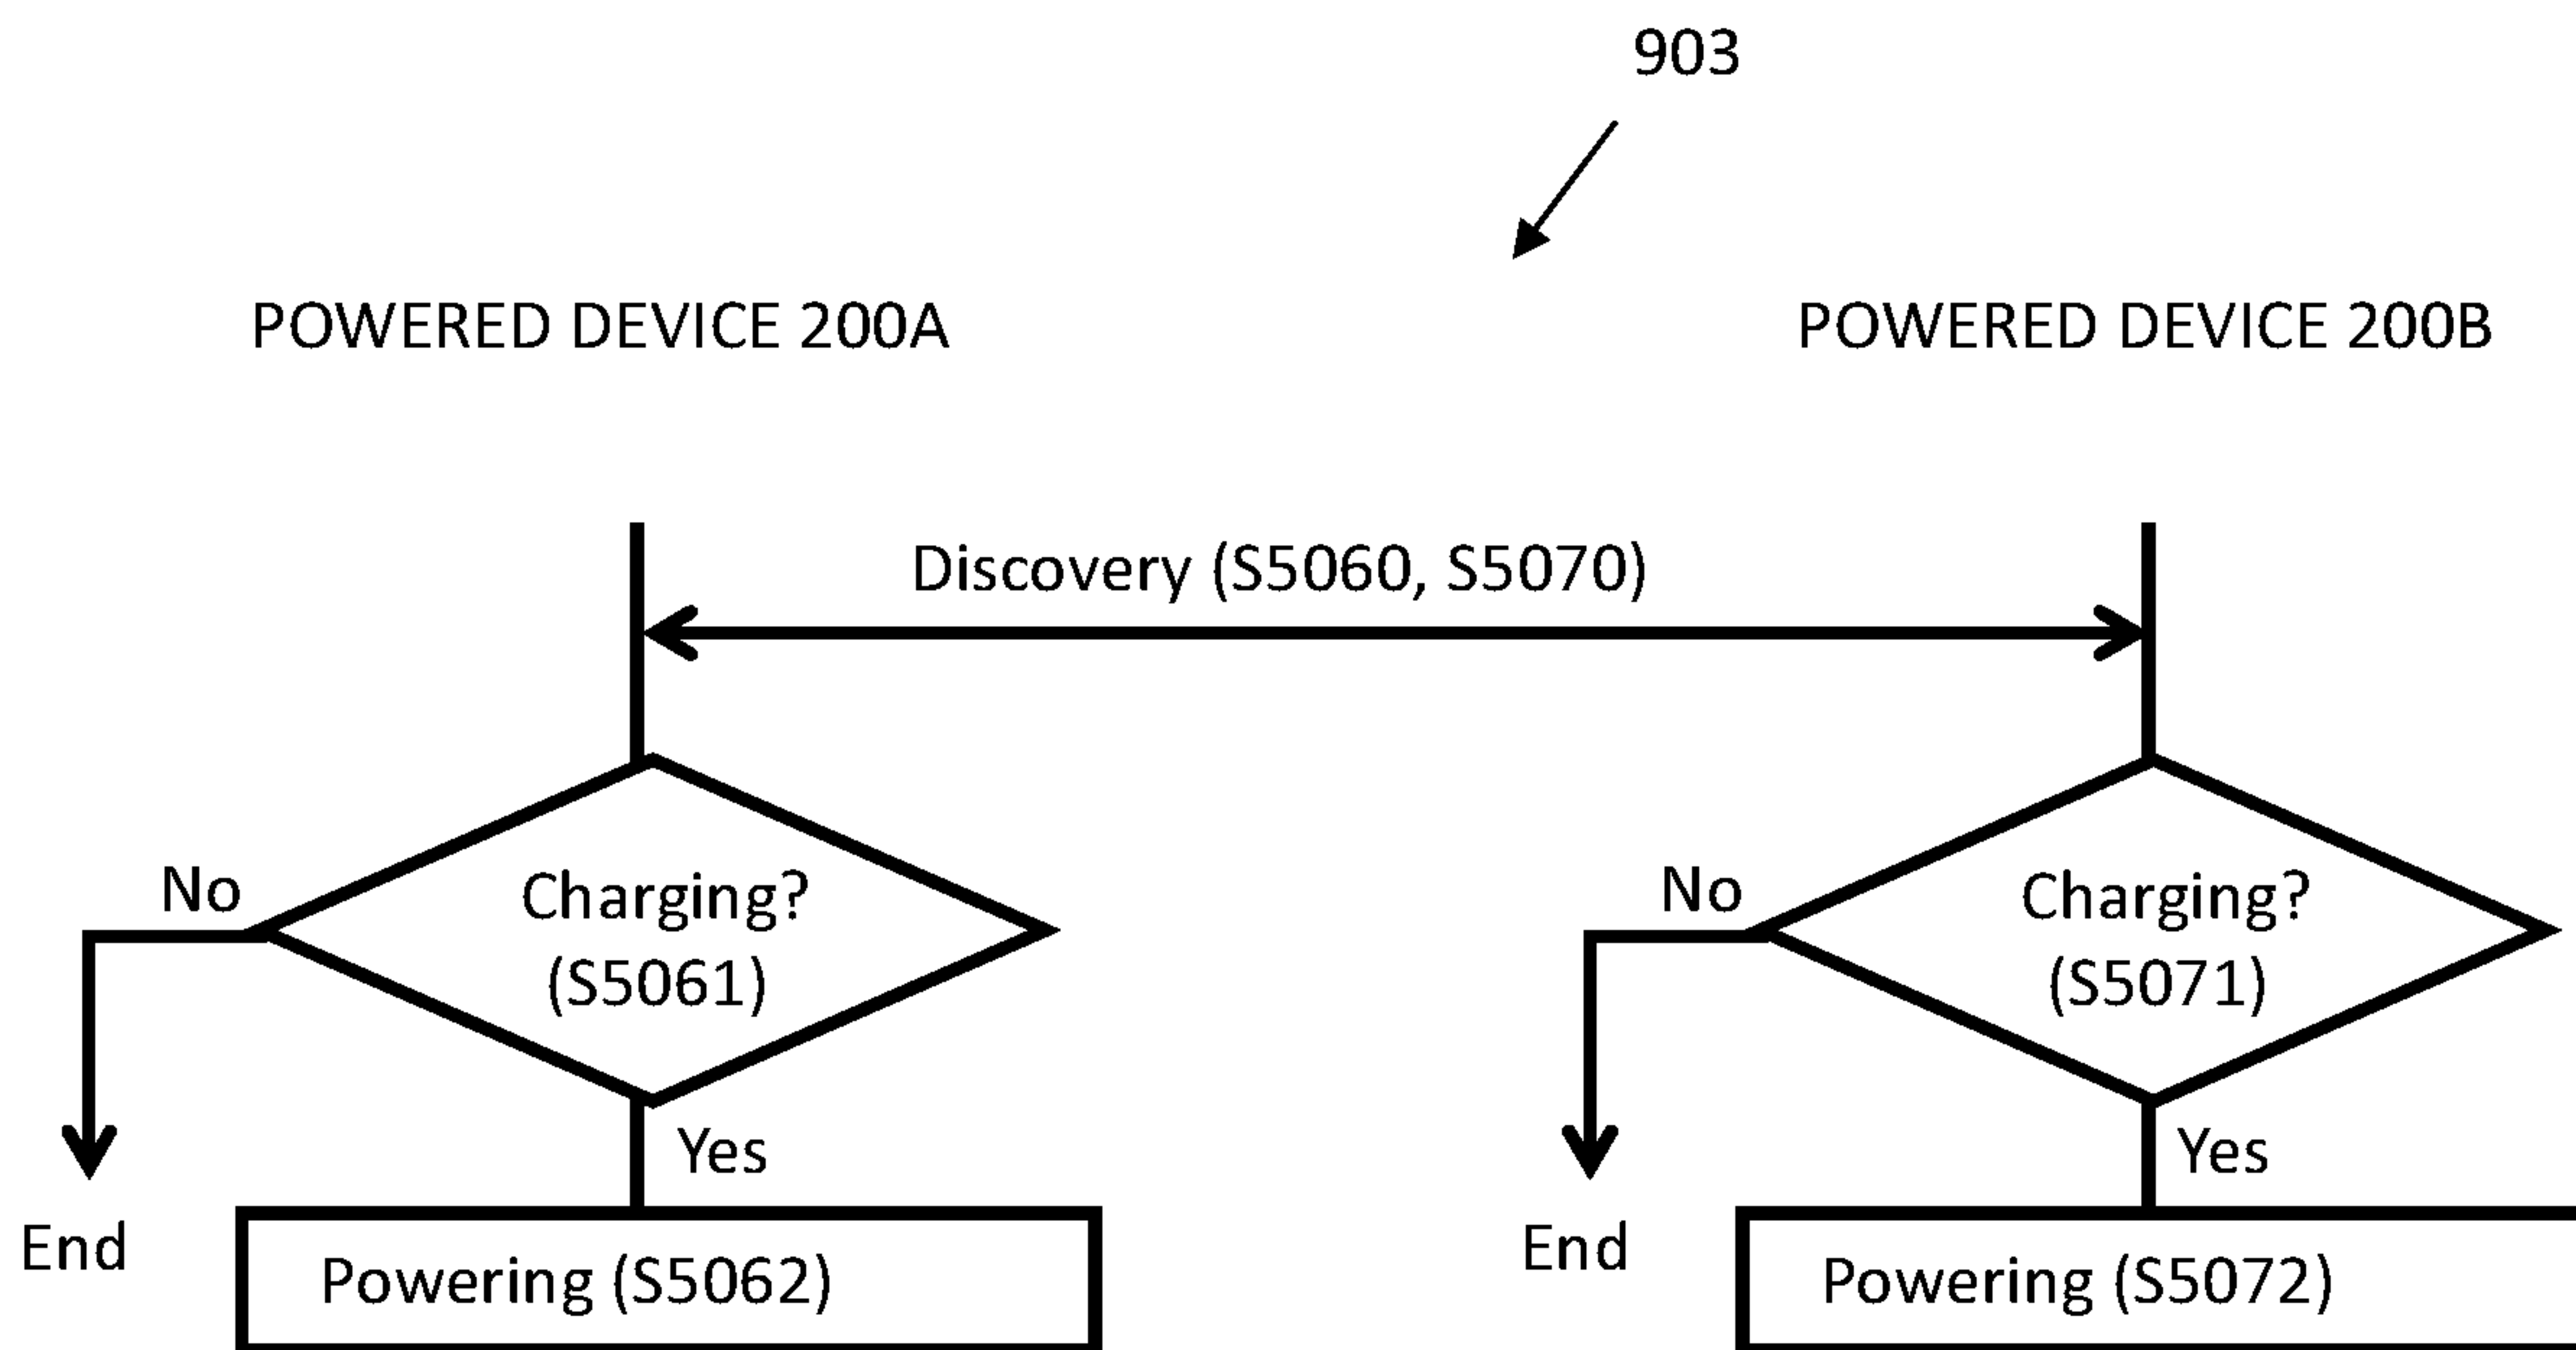 903
POWERED DEVICE 200A
POWERED DEVICE 200B
Discovery (S5060, S5070)
No
Charging?
(S5061)
Yes
End
Powering (S5062)
No
Charging?
(S5071)
Yes
End
Powering (S5072)